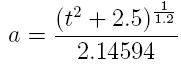 a = \frac{(t^2 + 2.5)^{\frac{1}{1.2}}}{2.14594}